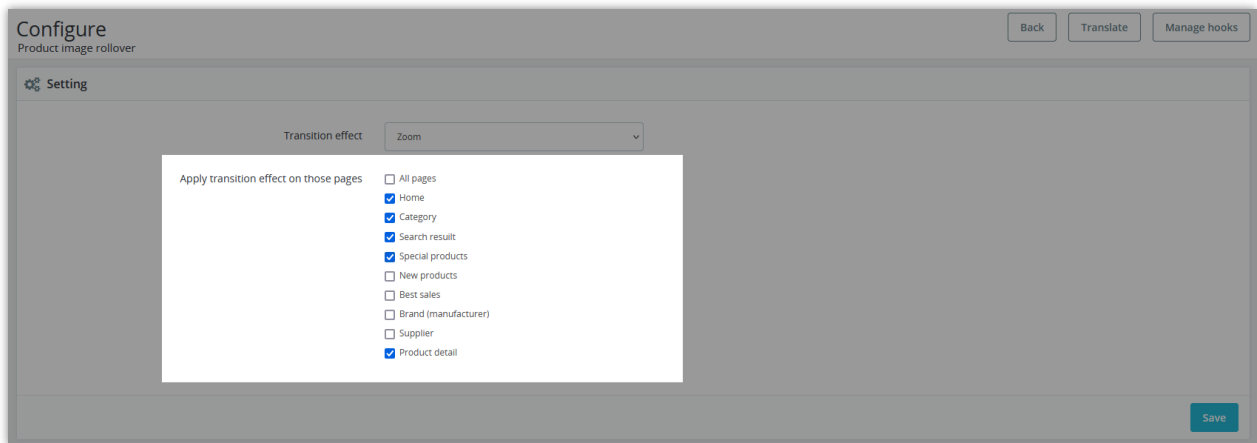 Configure
Product image rollover
Back
Translate
Manage hooks
Setting
Transition effect
Zoom
Apply transition effect on those pages
All pages
Home
Category
Search resuilt
Special products
New products
Best sales
Brand (manufacturer)
Supplier
Product detail
Save